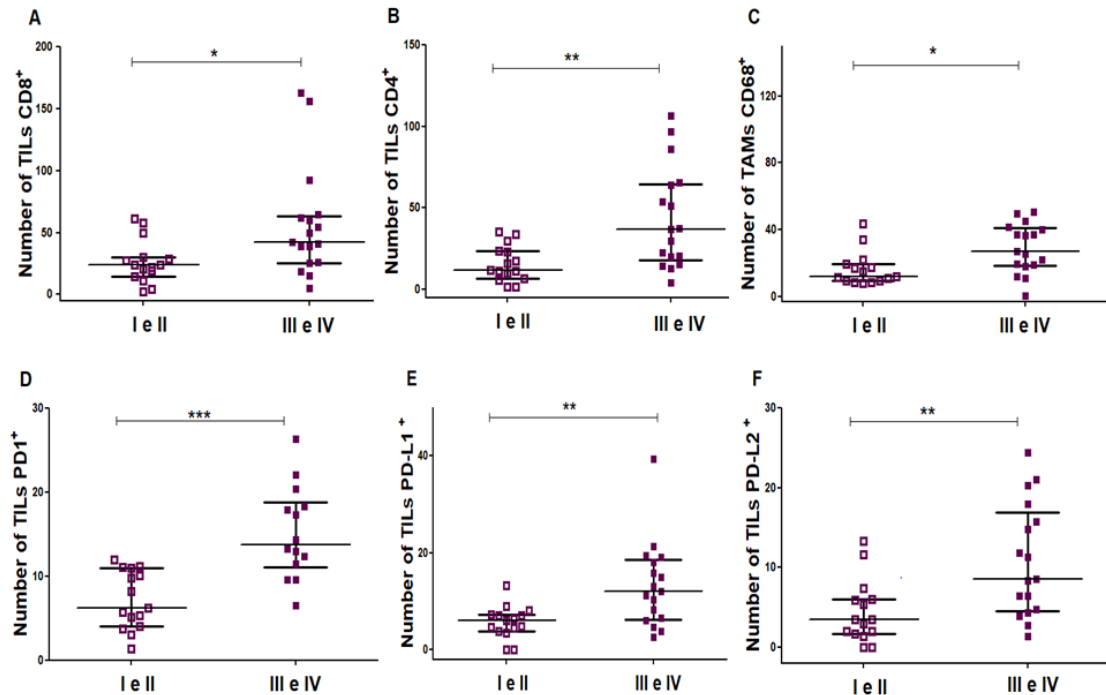 A
Number of TILs CD8+
200
150
100
50
0
*
I e II
III e IV
B
Number of TILs CD4+
150
100
50
0
**
I e II
III e IV
C
Number of TAMs CD68+
120
80
40
0
*
I e II
III e IV
D
Number of TILs PD1+
30
20
10
0
***
I e II
III e IV
E
Number of TILs PD-L1 +
40
20
0
**
I e II
III e IV
F
Number of TILs PD-L2+
30
20
10
0
**
I e II
III e IV